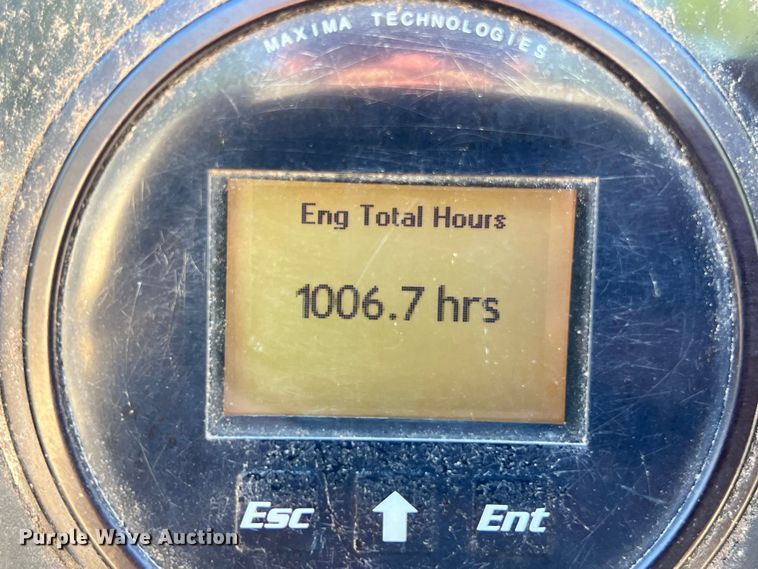 MAXIMA TECHNOLOGIES
Eng Total Hours
1006.7 hrs
Esc
Ent
Purple Wave Auction